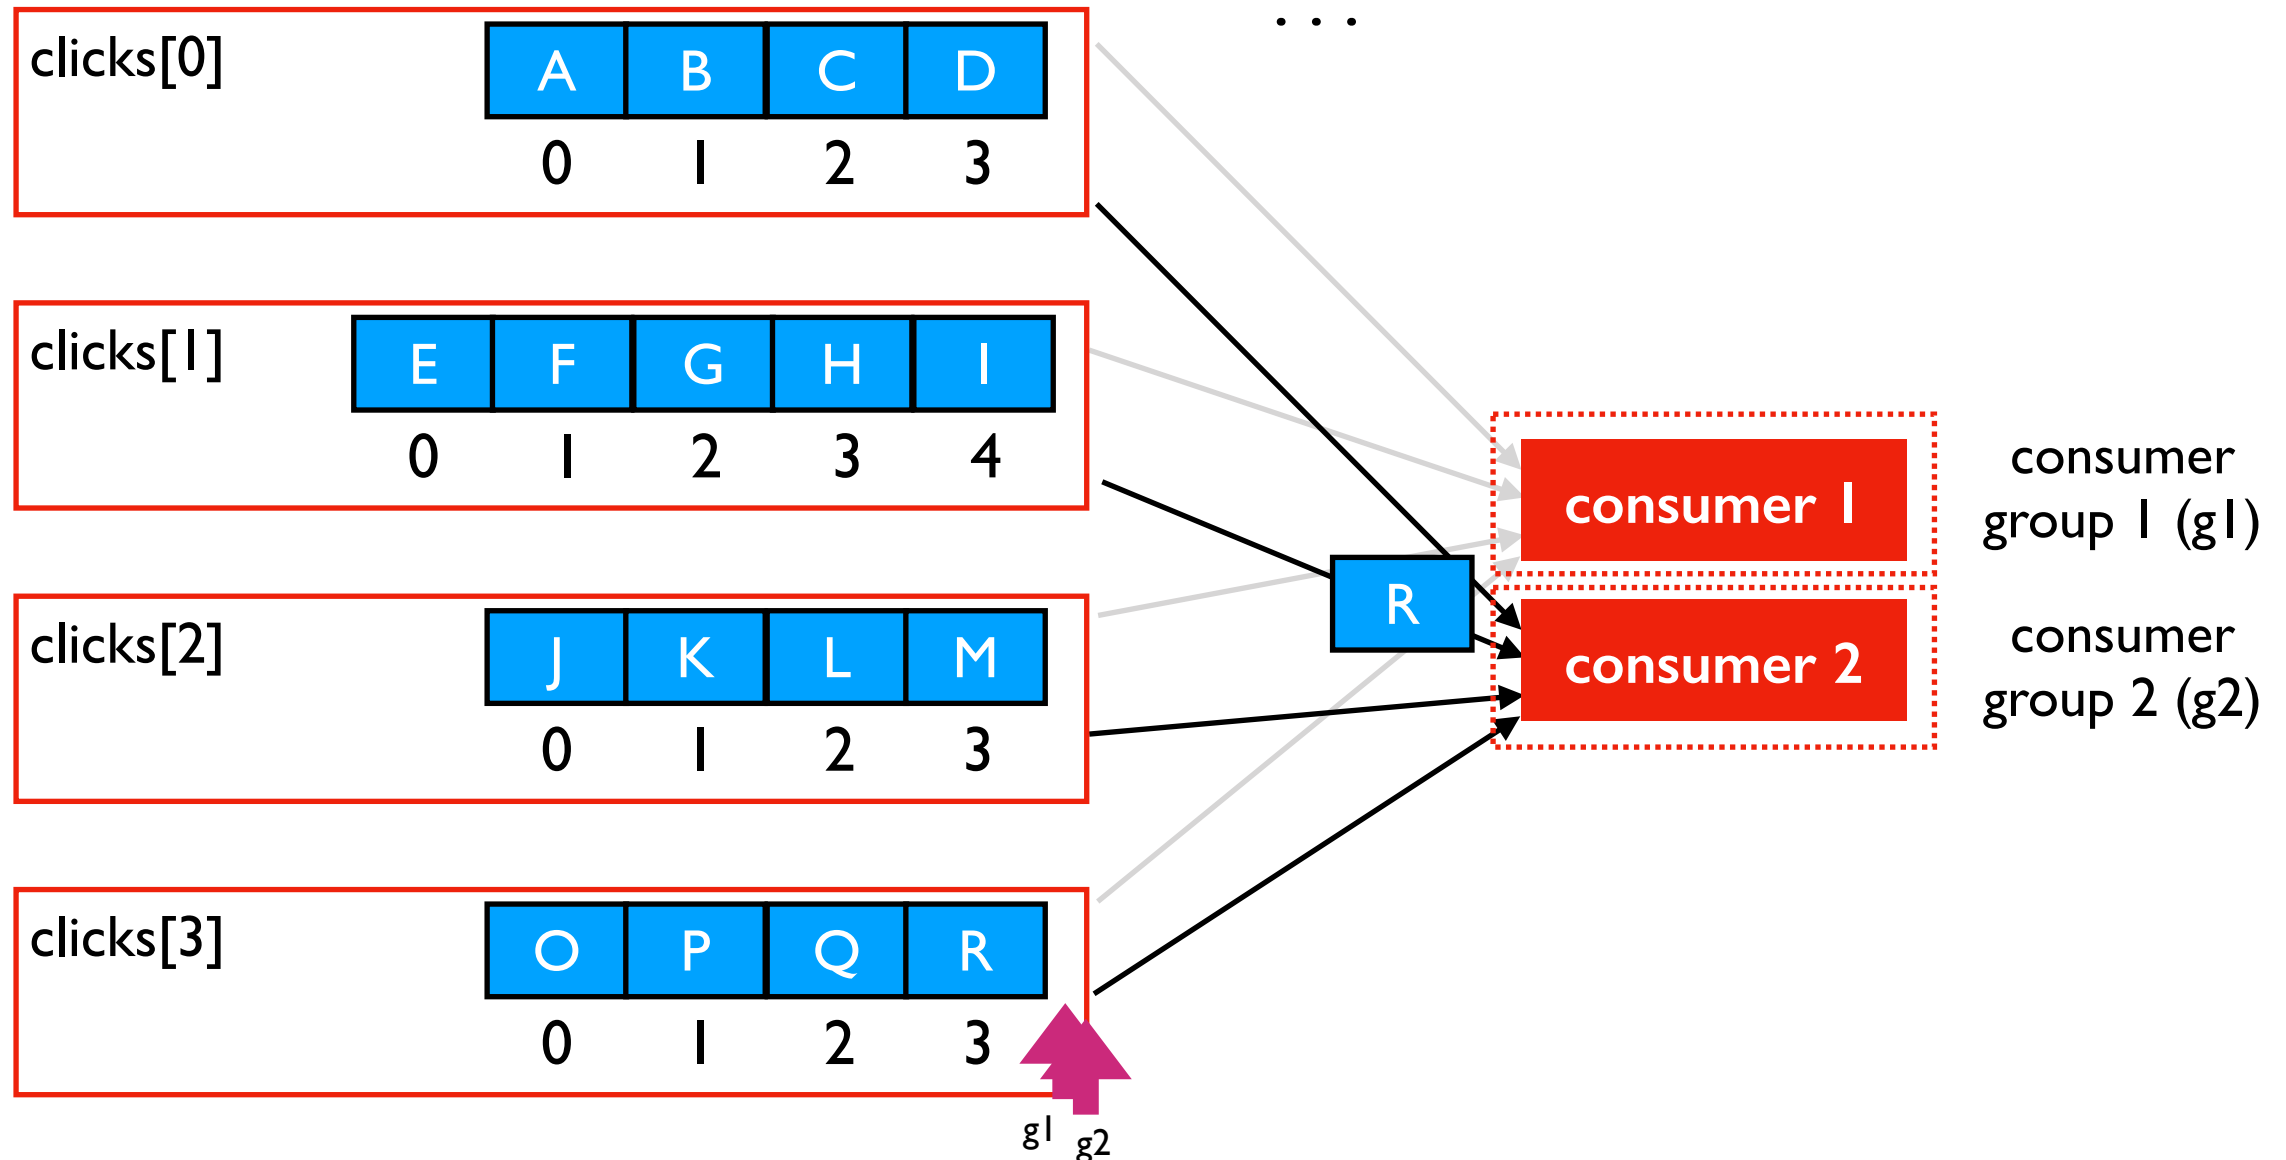 . . .
clicks[0]
A B C D
0 1 2 3
clicks[1]
E F G H I
0 1 2 3 4
consumer 1
consumer
group 1 (g1)
R
clicks[2]
J K L M
0 1 2 3
consumer 2
consumer
group 2 (g2)
clicks[3]
O P Q R
0 1 2 3
g1 g2